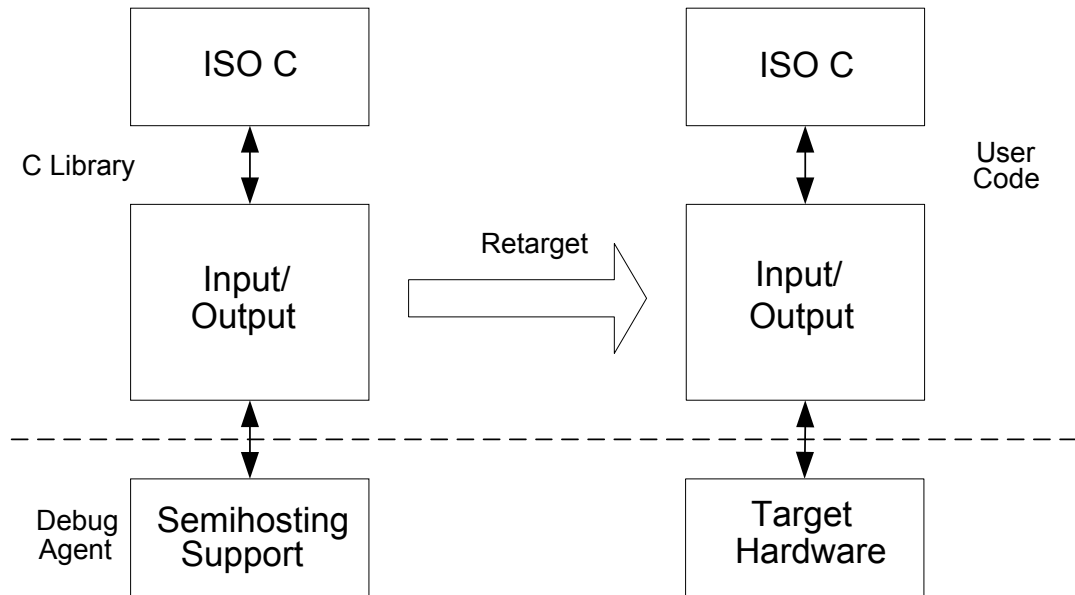 ISO C
ISO C
C Library
User
Code
Retarget
Input/
Output
Input/
Output
Debug
Agent
Semihosting
Support
Target
Hardware